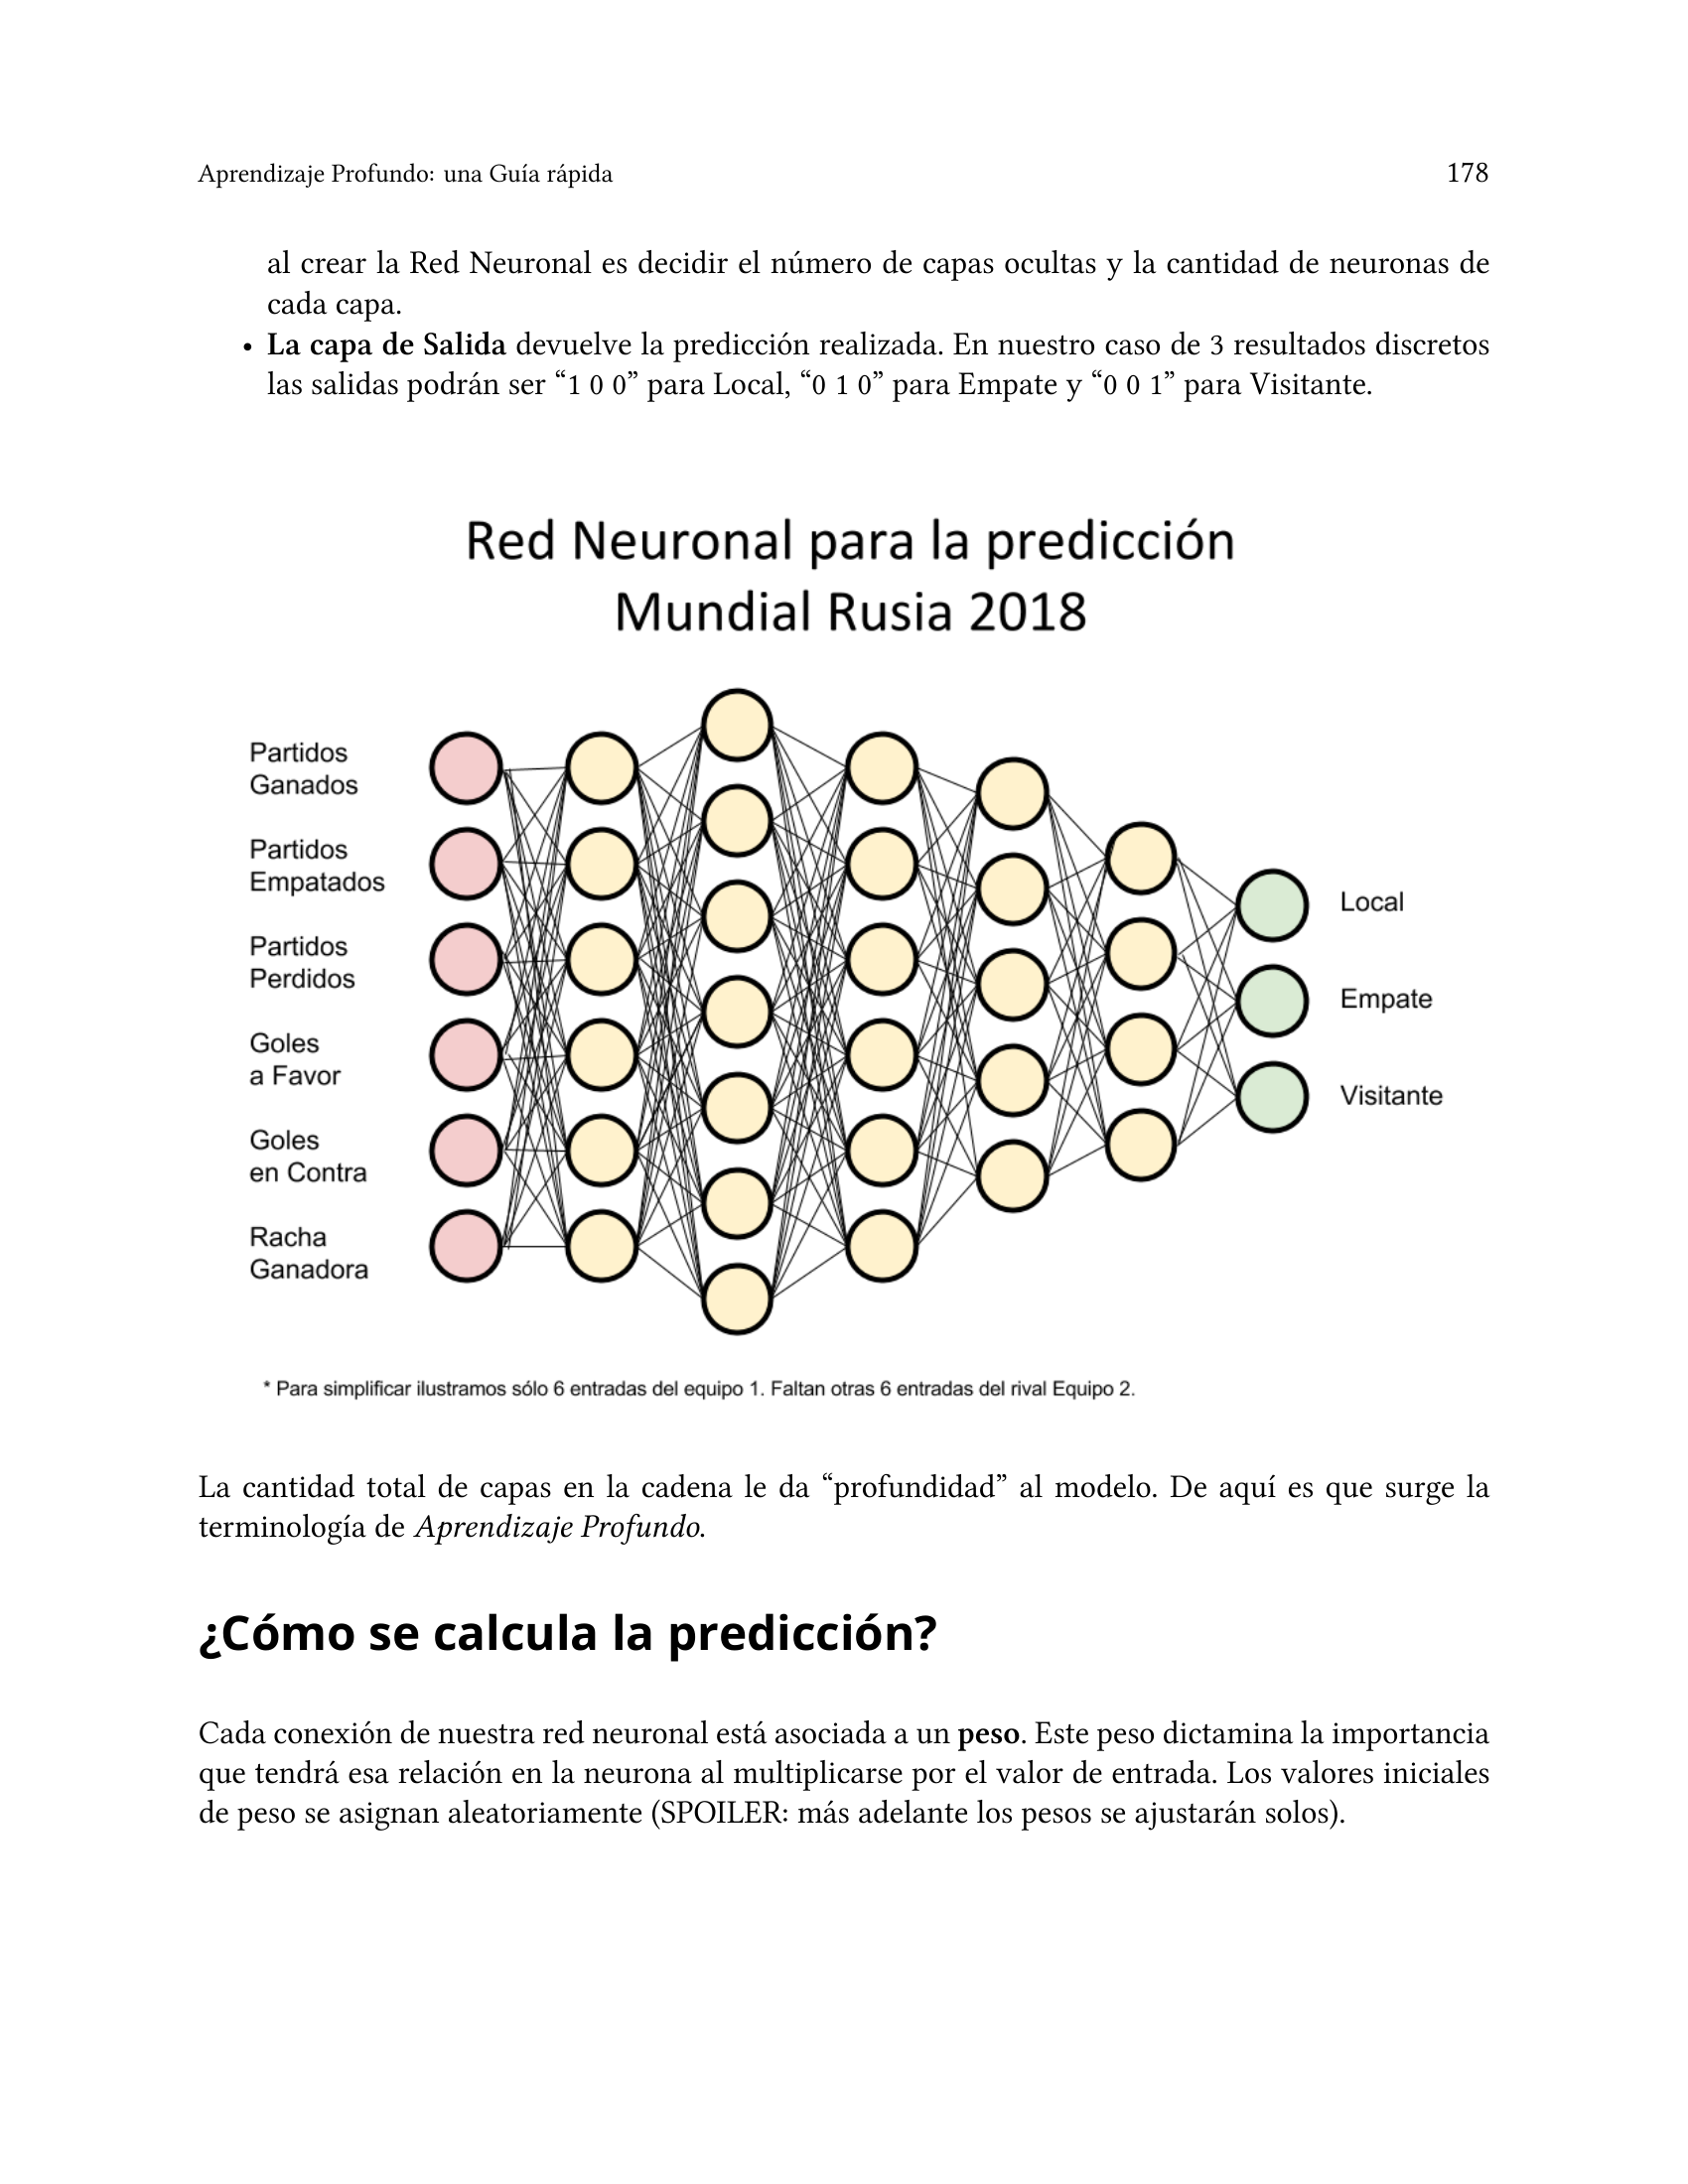 Aprendizaje Profundo: una Guía rápida 178
al crear la Red Neuronal es decidir el número de capas ocultas y la cantidad de neuronas de
cada capa.
• La capa de Salida devuelve la predicción realizada. En nuestro caso de 3 resultados discretos
las salidas podrán ser “1 0 0” para Local, “0 1 0” para Empate y “0 0 1” para Visitante.
Red Neuronal para la predicción
Mundial Rusia 2018
Partidos
Ganados
Partidos
Empatados
Partidos
Perdidos
Goles
a Favor
Goles
en Contra
Racha
Ganadora
Local
Empate
Visitante
* Para simplificar ilustramos sólo 6 entradas del equipo 1. Faltan otras 6 entradas del rival Equipo 2.
La cantidad total de capas en la cadena le da “profundidad” al modelo. De aquí es que surge la
terminología de Aprendizaje Profundo.
¿Cómo se calcula la predicción?
Cada conexión de nuestra red neuronal está asociada a un peso. Este peso dictamina la importancia
que tendrá esa relación en la neurona al multiplicarse por el valor de entrada. Los valores iniciales
de peso se asignan aleatoriamente (SPOILER: más adelante los pesos se ajustarán solos).